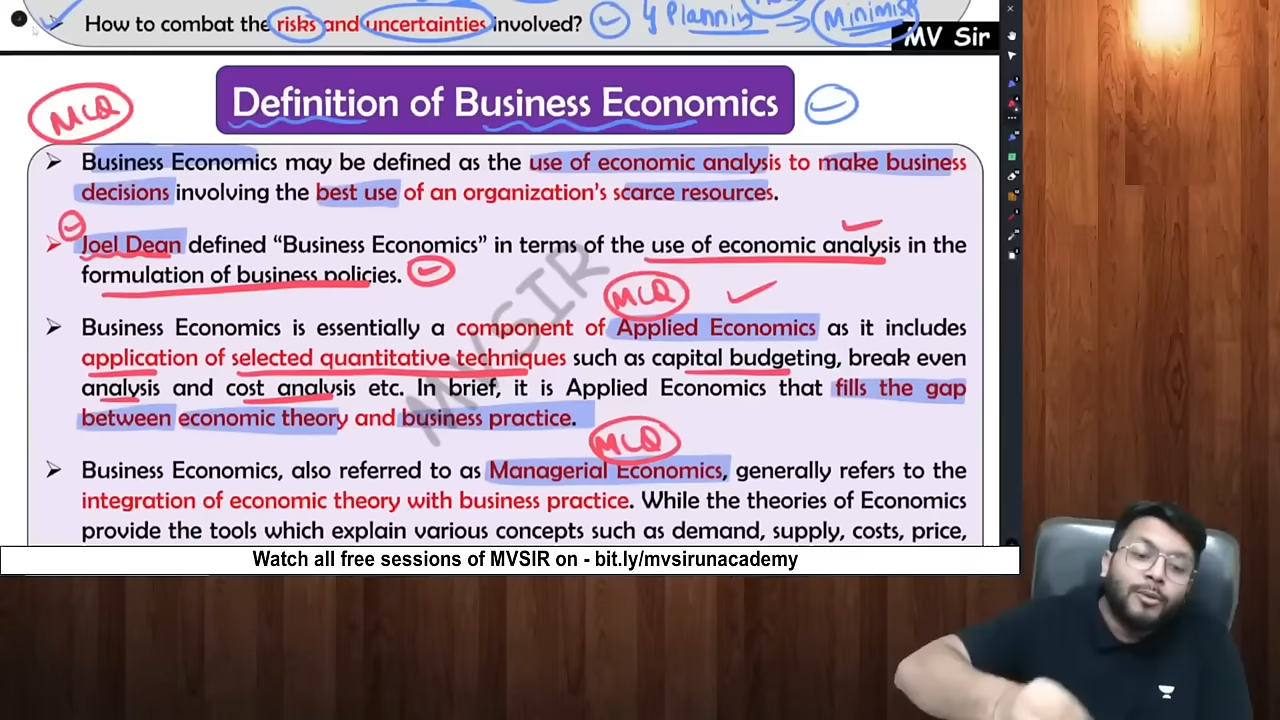 How to combat the risks and uncertainties involved?
Planning → Minimise
MV Sir
MCQ
Definition of Business Economics
Business Economics may be defined as the use of economic analysis to make business
decisions involving the best use of an organization's scarce resources.
Joel Dean defined “Business Economics” in terms of the use of economic analysis in the
formulation of business policies.
MCQ
Business Economics is essentially a component of Applied Economics as it includes
application of selected quantitative techniques such as capital budgeting, break even
analysis and cost analysis etc. In brief, it is Applied Economics that fills the gap
between economic theory and business practice.
MCQ
Business Economics, also referred to as Managerial Economics, generally refers to the
integration of economic theory with business practice. While the theories of Economics
provide the tools which explain various concepts such as demand, supply, costs, price,
MVSIR
Watch all free sessions of MVSIR on - bit.ly/mvsirunacademy